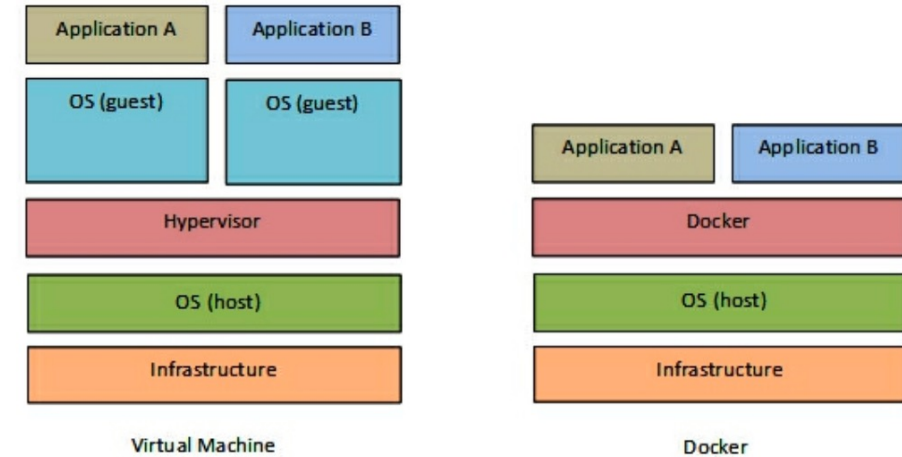 Application A
Application B
OS (guest)
OS (guest)
Hypervisor
OS (host)
Infrastructure
Virtual Machine
Application A
Application B
Docker
OS (host)
Infrastructure
Docker